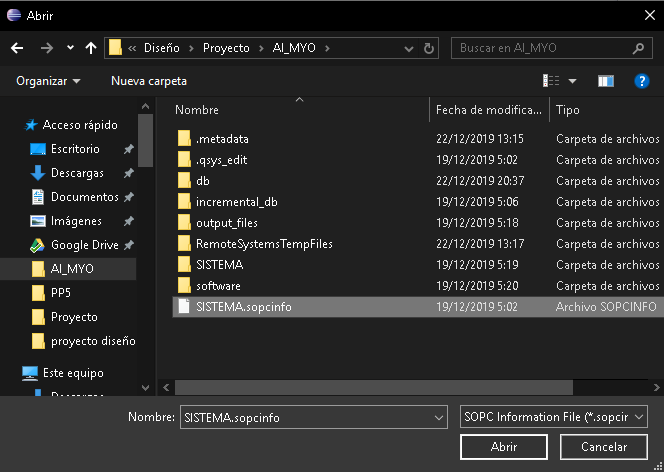 Abrir
« Diseño › Proyecto › AI_MYO ›
Buscar en AI_MYO
Organizar
Nueva carpeta
?
Acceso rápido
Escritorio
Descargas
Documentos
Imágenes
Google Drive
AI_MYO
PP5
Proyecto
proyecto diseño
Este equipo
Nombre Fecha de modifica... Tipo
.metadata 22/12/2019 13:15 Carpeta de archivos
.qsys_edit 19/12/2019 5:02 Carpeta de archivos
db 22/12/2019 20:37 Carpeta de archivos
incremental_db 19/12/2019 5:06 Carpeta de archivos
output_files 19/12/2019 5:18 Carpeta de archivos
RemoteSystemsTempFiles 22/12/2019 13:17 Carpeta de archivos
SISTEMA 19/12/2019 5:19 Carpeta de archivos
software 19/12/2019 5:20 Carpeta de archivos
SISTEMA.sopcinfo 19/12/2019 5:02 Archivo SOPCINFO
Nombre: SISTEMA.sopcinfo
SOPC Information File (*.sopcir
Abrir
Cancelar